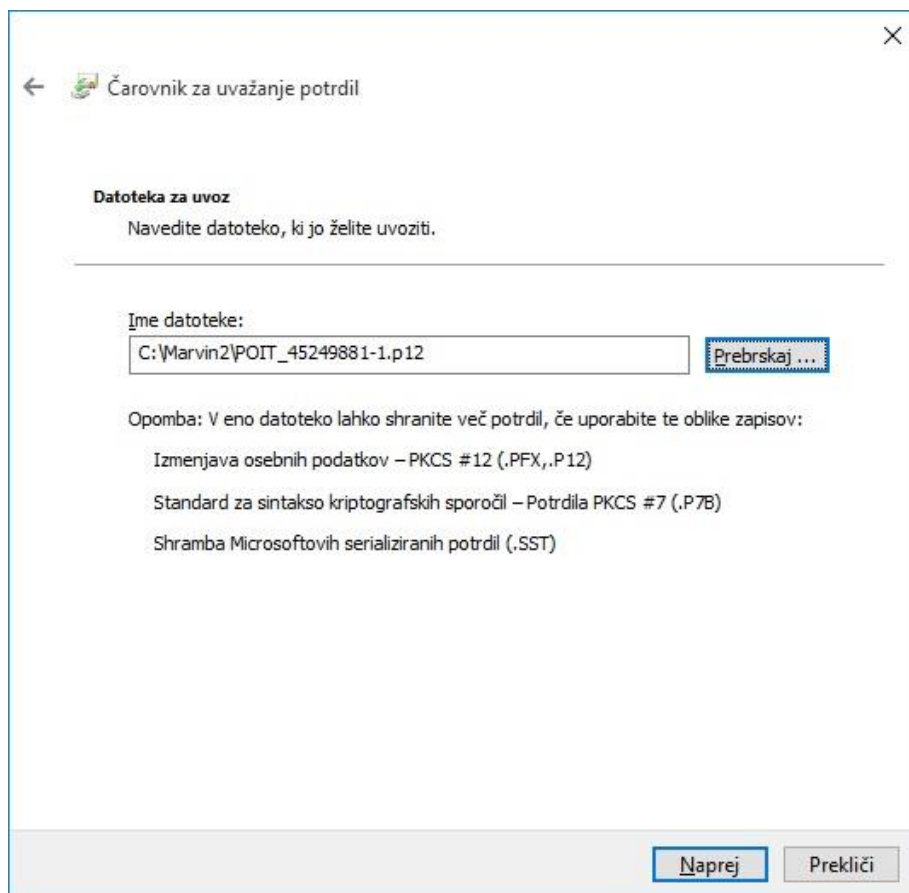 Čarovnik za uvažanje potrdil
Datoteka za uvoz
Navedite datoteko, ki jo želite uvoziti.
Ime datoteke:
C:\Marvin2\POIT_45249881-1.p12
Prebrskaj ...
Opomba: V eno datoteko lahko shranite več potrdil, če uporabite te oblike zapisov:
Izmenjava osebnih podatkov – PKCS #12 (.PFX,.P12)
Standard za sintakso kriptografskih sporočil – Potrdila PKCS #7 (.P7B)
Shramba Microsoftovih serializiranih potrdil (.SST)
Naprej
Prekliči